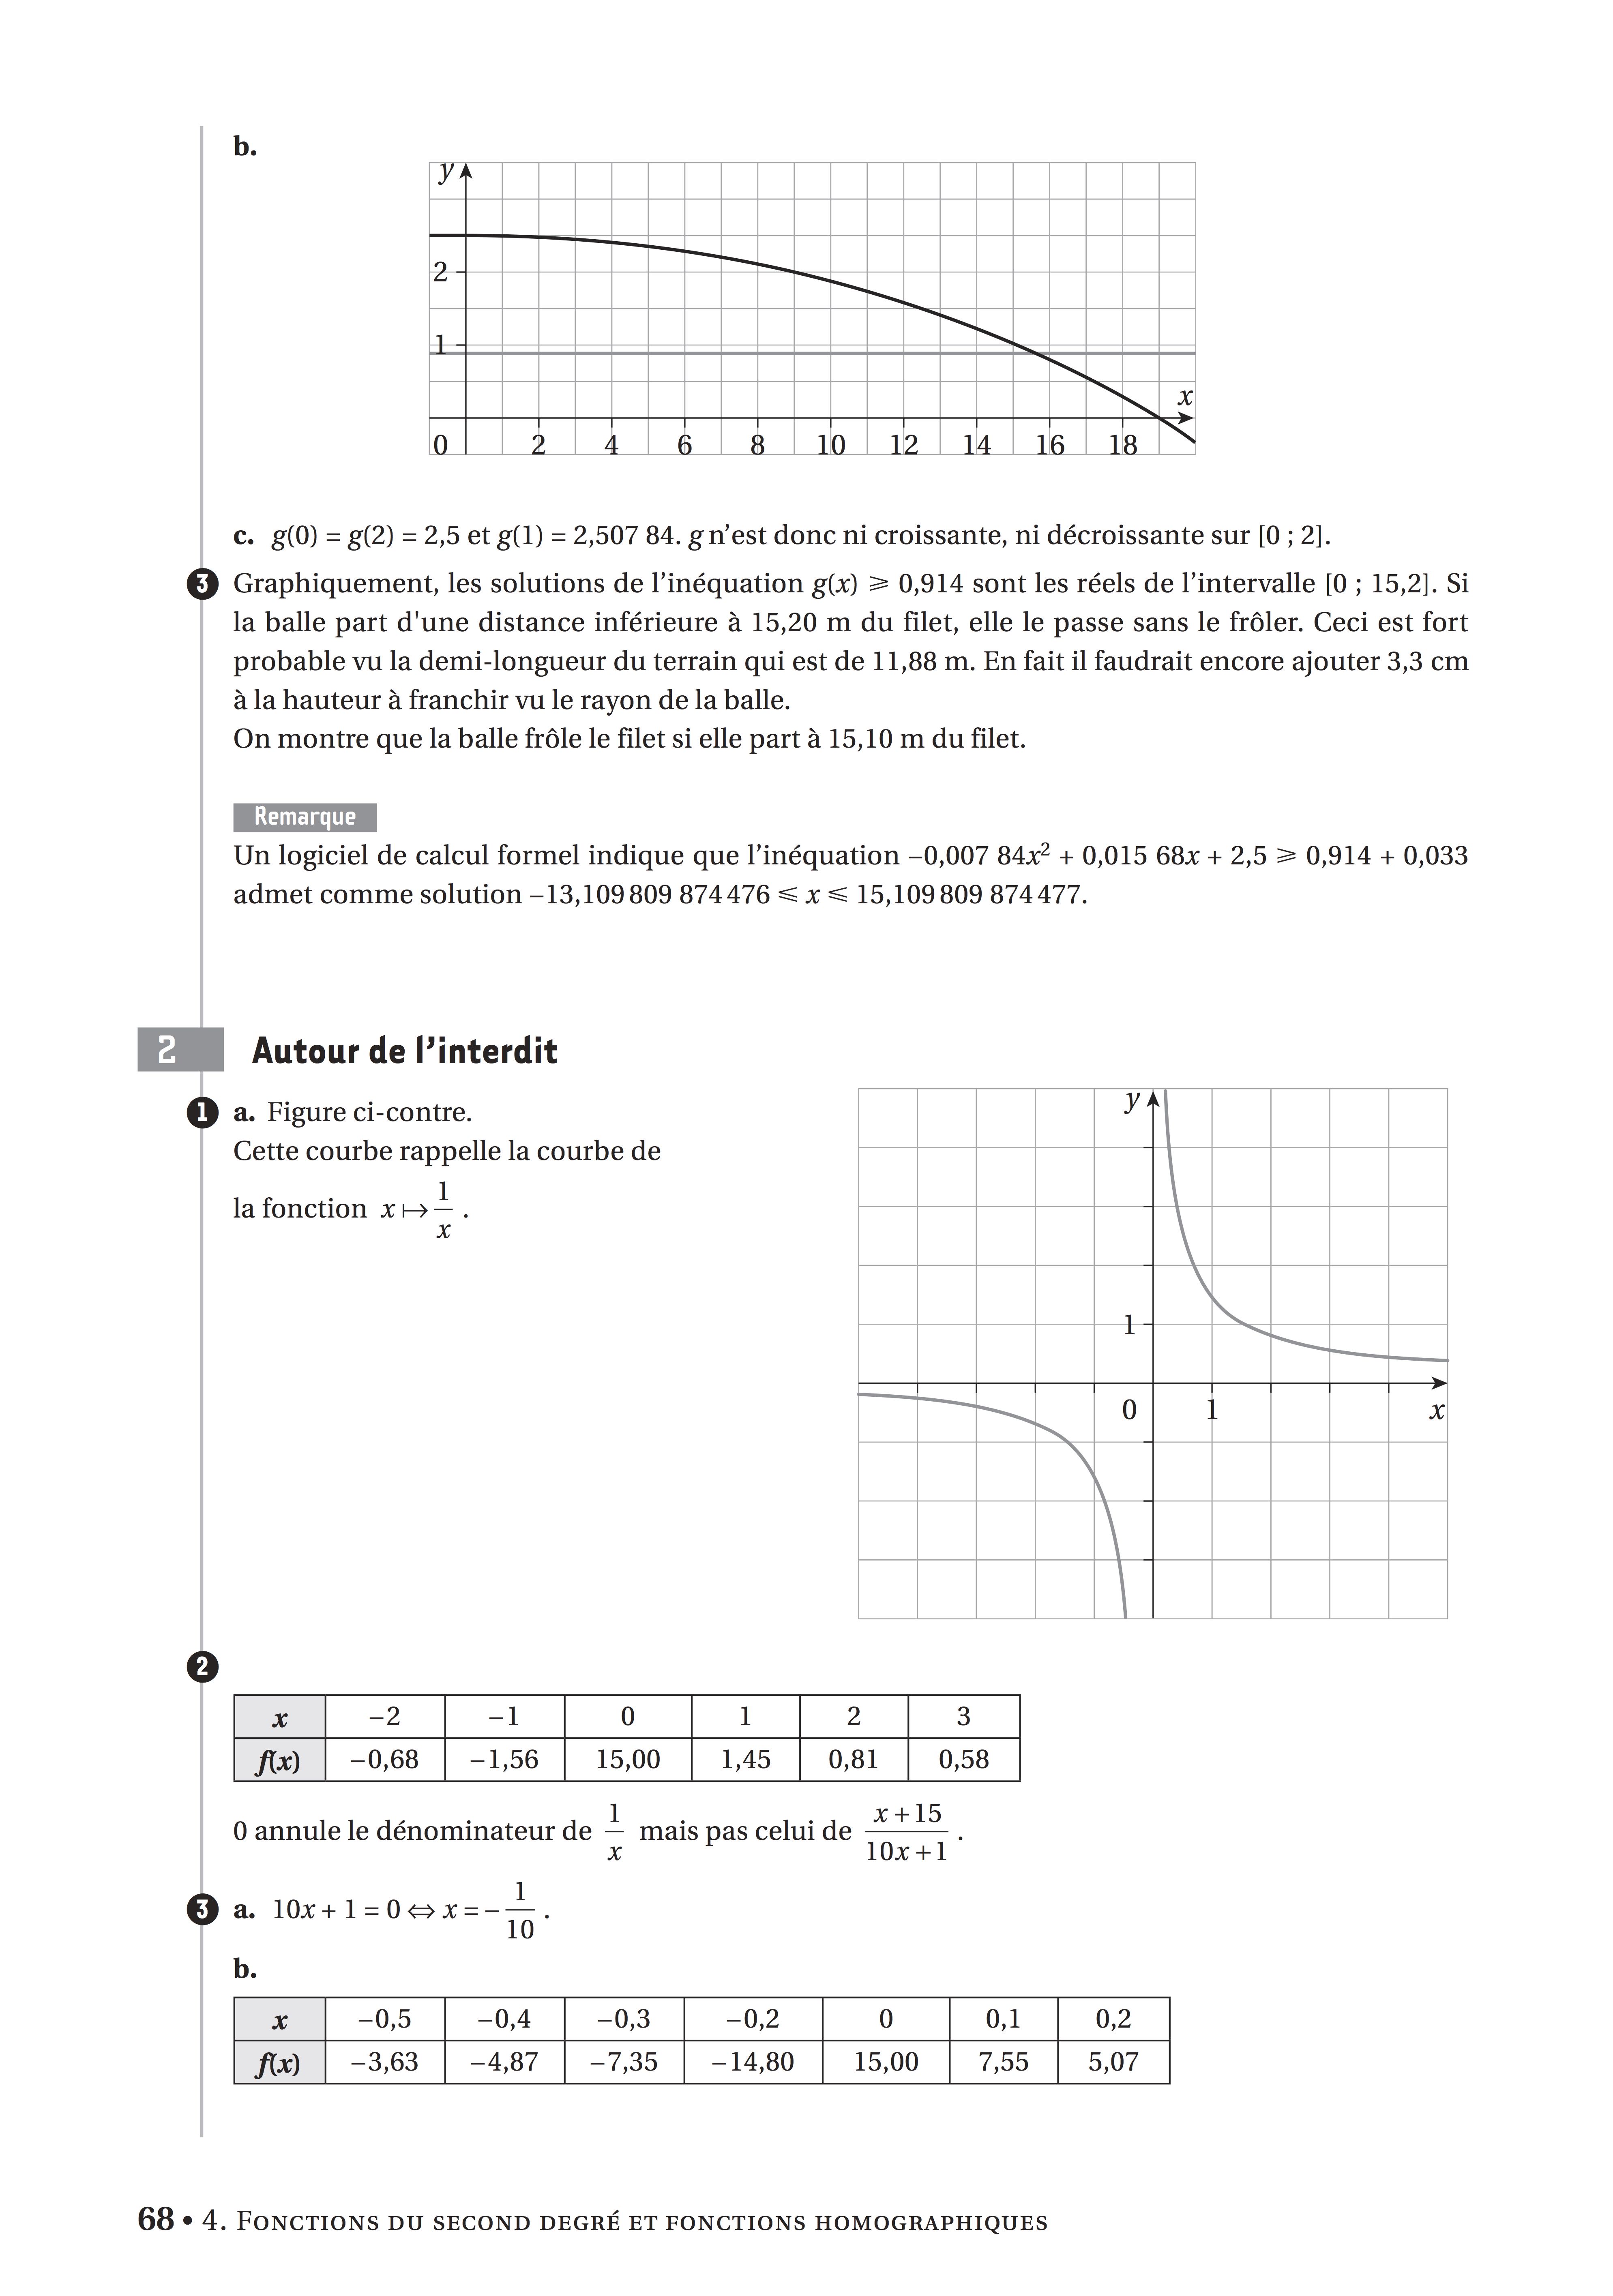 b.
y
2
1
x
0 2 4 6 8 10 12 14 16 18
c. g(0) = g(2) = 2,5 et g(1) = 2,507 84. g n’est donc ni croissante, ni décroissante sur [0 ; 2].
3 Graphiquement, les solutions de l’inéquation g(x) ⩾ 0,914 sont les réels de l’intervalle [0 ; 15,2]. Si
la balle part d'une distance inférieure à 15,20 m du filet, elle le passe sans le frôler. Ceci est fort
probable vu la demi-longueur du terrain qui est de 11,88 m. En fait il faudrait encore ajouter 3,3 cm
à la hauteur à franchir vu le rayon de la balle.
On montre que la balle frôle le filet si elle part à 15,10 m du filet.
Remarque
Un logiciel de calcul formel indique que l’inéquation –0,007 84x² + 0,015 68x + 2,5 ⩾ 0,914 + 0,033
admet comme solution –13,109 809 874 476 ⩽ x ⩽ 15,109 809 874 477.
2 Autour de l’interdit
1 a. Figure ci-contre.
Cette courbe rappelle la courbe de
la fonction x ↦ 1/x .
y
1
0 1 x
2
x –2 –1 0 1 2 3
f(x) –0,68 –1,56 15,00 1,45 0,81 0,58
0 annule le dénominateur de 1/x mais pas celui de (x + 15)/(10x + 1) .
3 a. 10x + 1 = 0 ⇔ x = – 1/10 .
b.
x –0,5 –0,4 –0,3 –0,2 0 0,1 0,2
f(x) –3,63 –4,87 –7,35 –14,80 15,00 7,55 5,07
68 • 4. Fonctions du second degré et fonctions homographiques